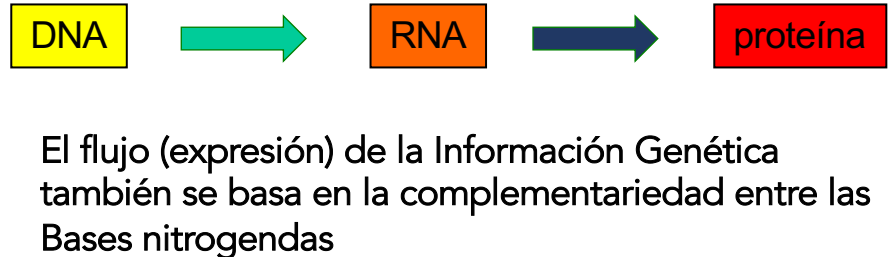 DNA RNA proteína
El flujo (expresión) de la Información Genética
también se basa en la complementariedad entre las
Bases nitrogendas